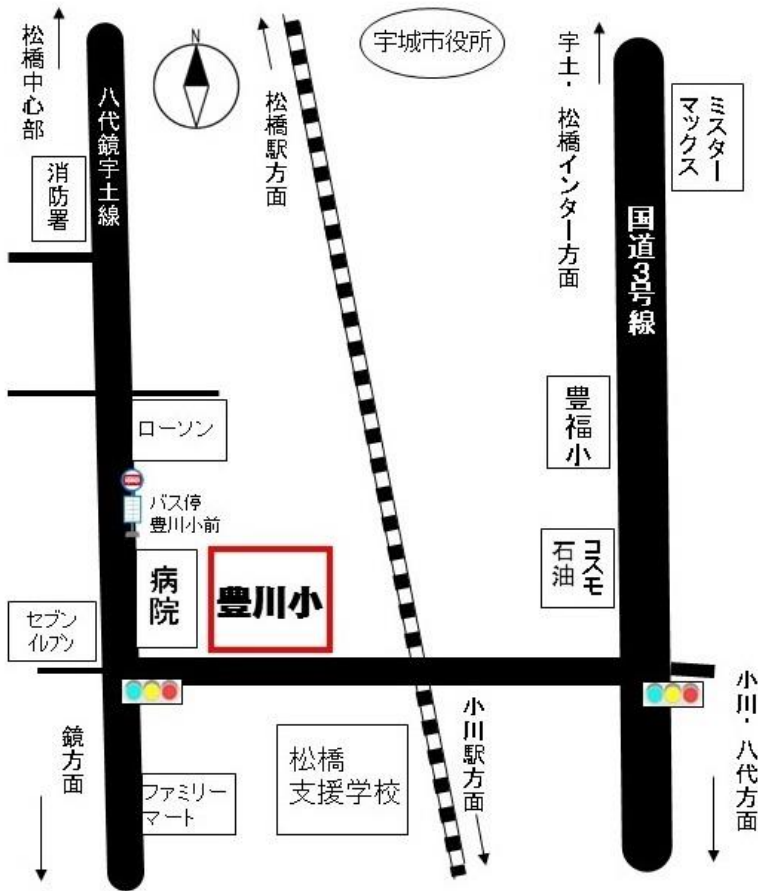 松橋中心部
八代鏡宇土線
N
松橋駅方面
宇城市役所
宇土・松橋インター方面
ミスター
マックス
消防署
国道3号線
ローソン
豊福小
バス停
豊川小前
病院
豊川小
コスモ
石油
セブン
イレブン
鏡方面
松橋
支援学校
小川駅方面
小川・八代方面
ファミリー
マート